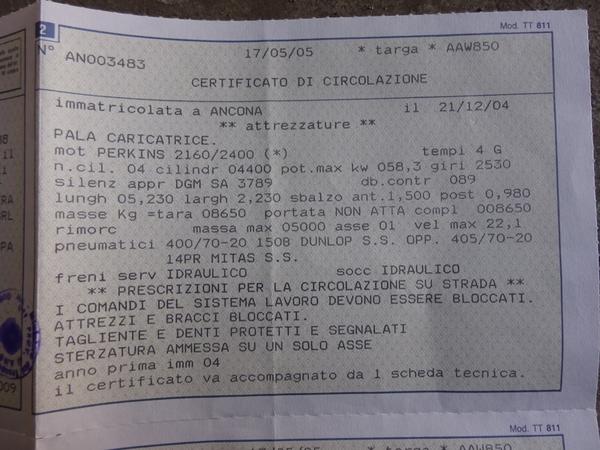 2
Mod. TT 811
N° AN003483 17/05/05 * targa * AAW850
CERTIFICATO DI CIRCOLAZIONE
immatricolata a ANCONA il 21/12/04
** attrezzature **
PALA CARICATRICE.
mot PERKINS 2160/2400 (*) tempi 4 G
n.cil. 04 cilindr 04400 pot.max kw 058,3 giri 2530
silenz appr DGM SA 3789 db.contr 089
lungh 05,230 largh 2,230 sbalzo ant.1,500 post 0,980
masse Kg =tara 08650 portata NON ATTA compl 008650
rimorc massa max 05000 asse 01 vel max 22,1
pneumatici 400/70-20 150B DUNLOP S.S. OPP. 405/70-20
14PR MITAS S.S.
freni serv IDRAULICO socc IDRAULICO
** PRESCRIZIONI PER LA CIRCOLAZIONE SU STRADA **
I COMANDI DEL SISTEMA LAVORO DEVONO ESSERE BLOCCATI.
ATTREZZI E BRACCI BLOCCATI.
TAGLIENTE E DENTI PROTETTI E SEGNALATI
STERZATURA AMMESSA SU UN SOLO ASSE
anno prima imm 04
il certificato va accompagnato da 1 scheda tecnica.
Mod. TT 811
17/05/05 * targa * AAW850